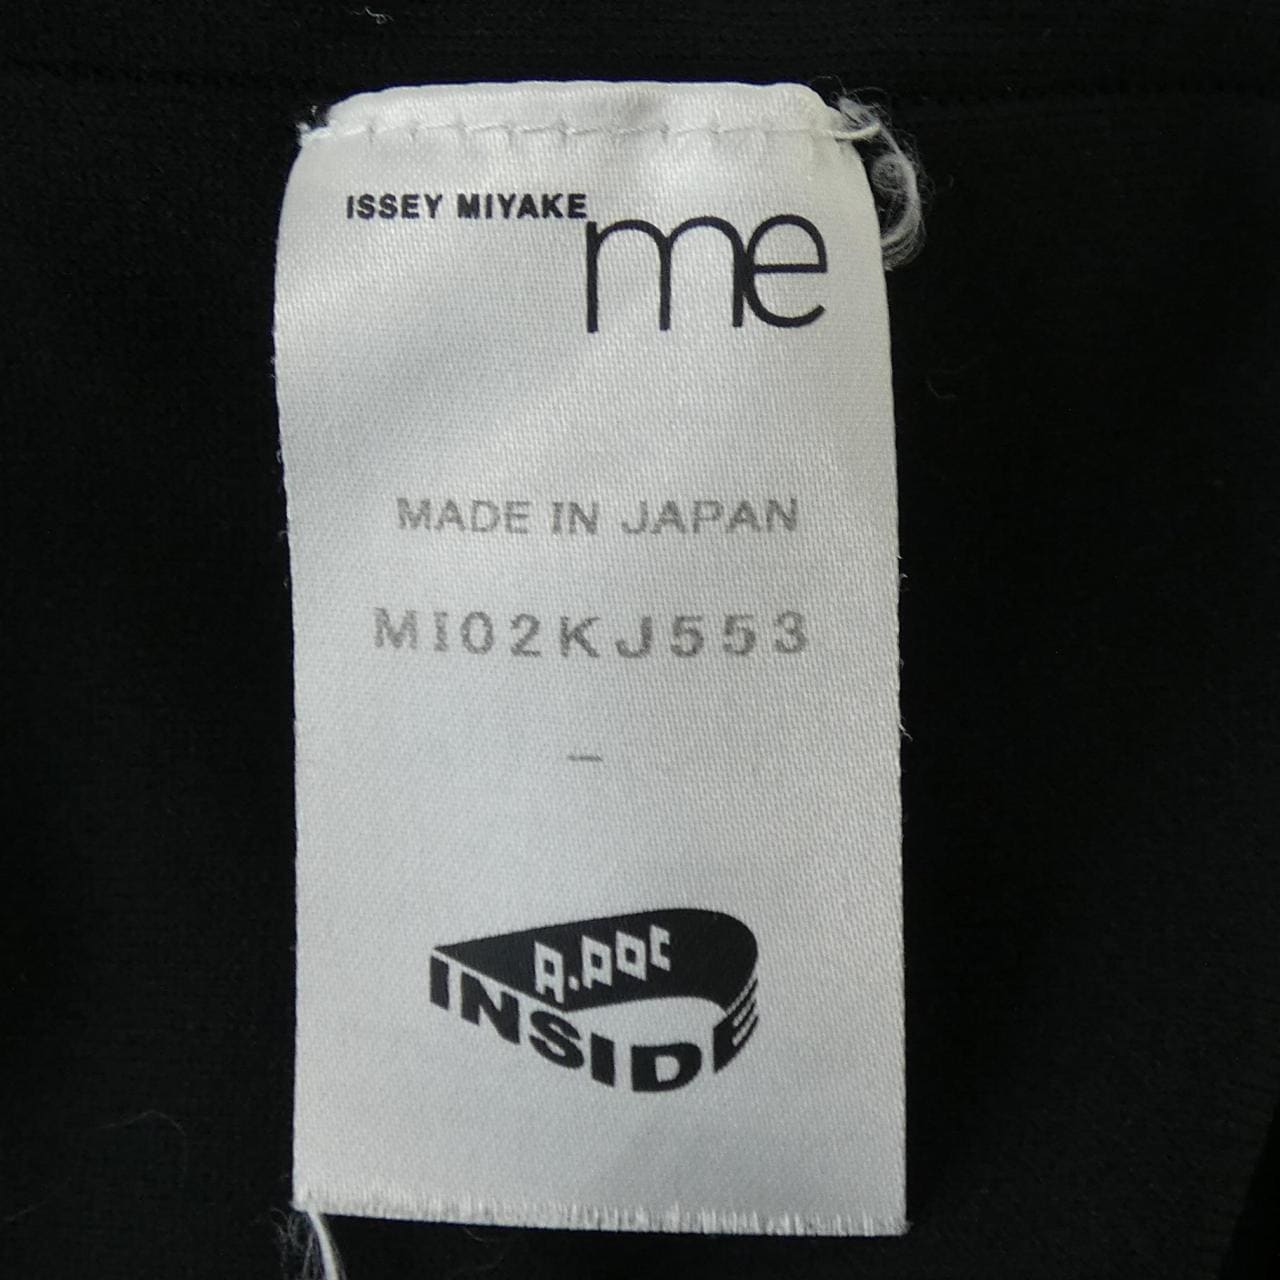 ISSEY MIYAKE
me
MADE IN JAPAN
MI02KJ553
–
A.POC
INSIDE